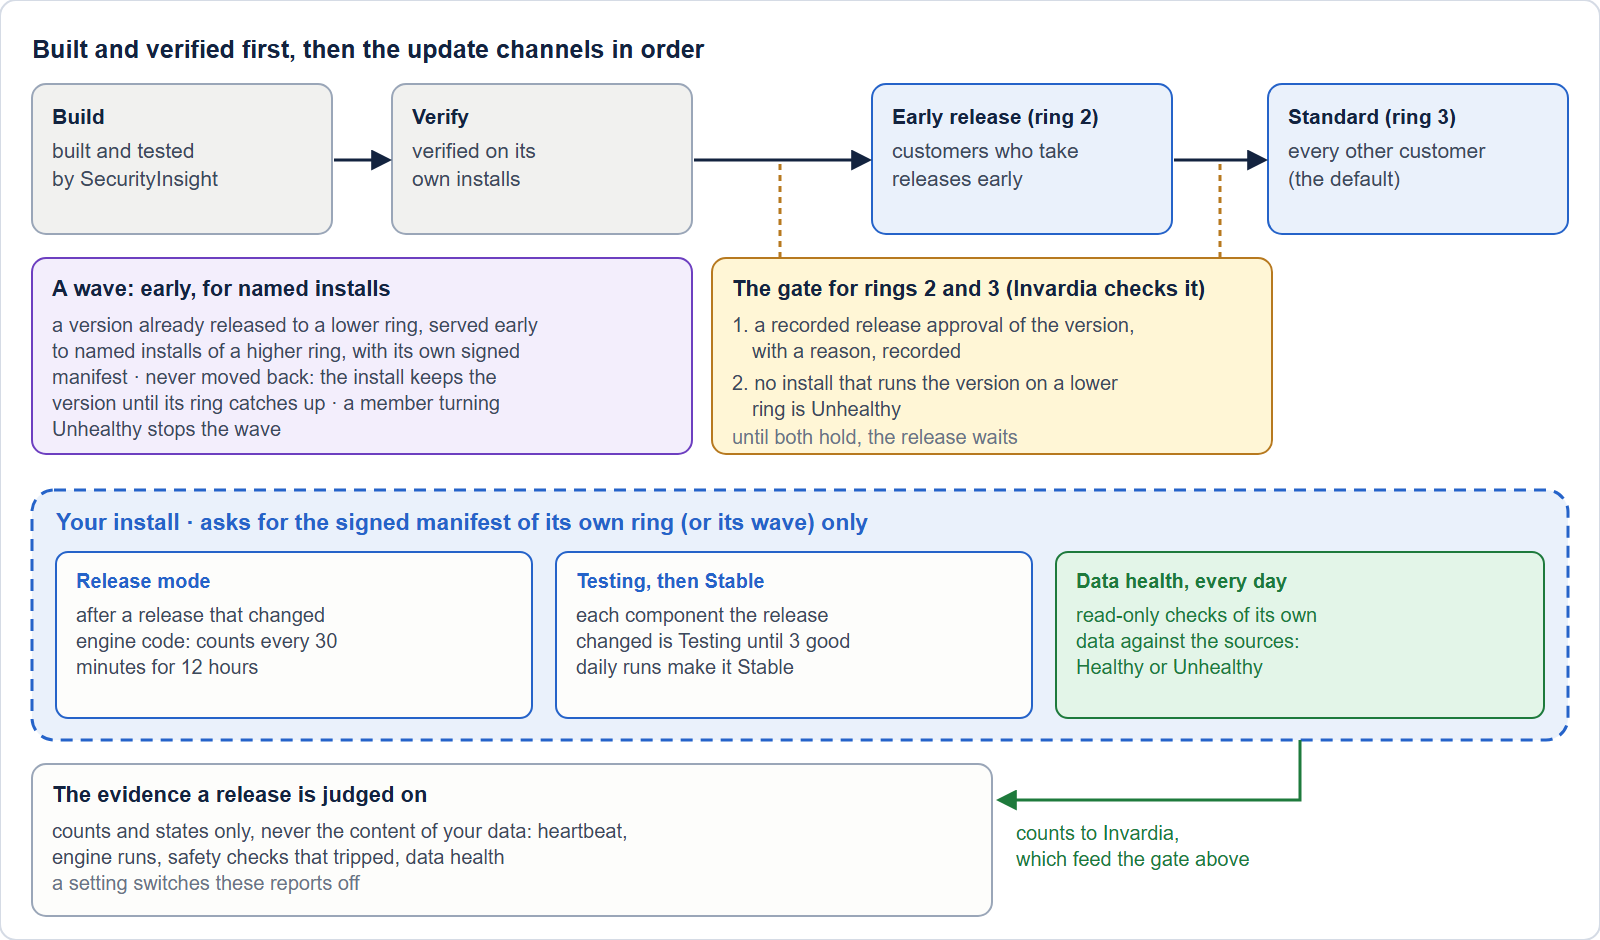 Built and verified first, then the update channels in order
Build
built and tested
by SecurityInsight
Verify
verified on its
own installs
Early release (ring 2)
customers who take
releases early
Standard (ring 3)
every other customer
(the default)
A wave: early, for named installs
a version already released to a lower ring, served early
to named installs of a higher ring, with its own signed
manifest · never moved back: the install keeps the
version until its ring catches up · a member turning
Unhealthy stops the wave
The gate for rings 2 and 3 (Invardia checks it)
1. a recorded release approval of the version,
with a reason, recorded
2. no install that runs the version on a lower
ring is Unhealthy
until both hold, the release waits
Your install · asks for the signed manifest of its own ring (or its wave) only
Release mode
after a release that changed
engine code: counts every 30
minutes for 12 hours
Testing, then Stable
each component the release
changed is Testing until 3 good
daily runs make it Stable
Data health, every day
read-only checks of its own
data against the sources:
Healthy or Unhealthy
The evidence a release is judged on
counts and states only, never the content of your data: heartbeat,
engine runs, safety checks that tripped, data health
a setting switches these reports off
counts to Invardia,
which feed the gate above